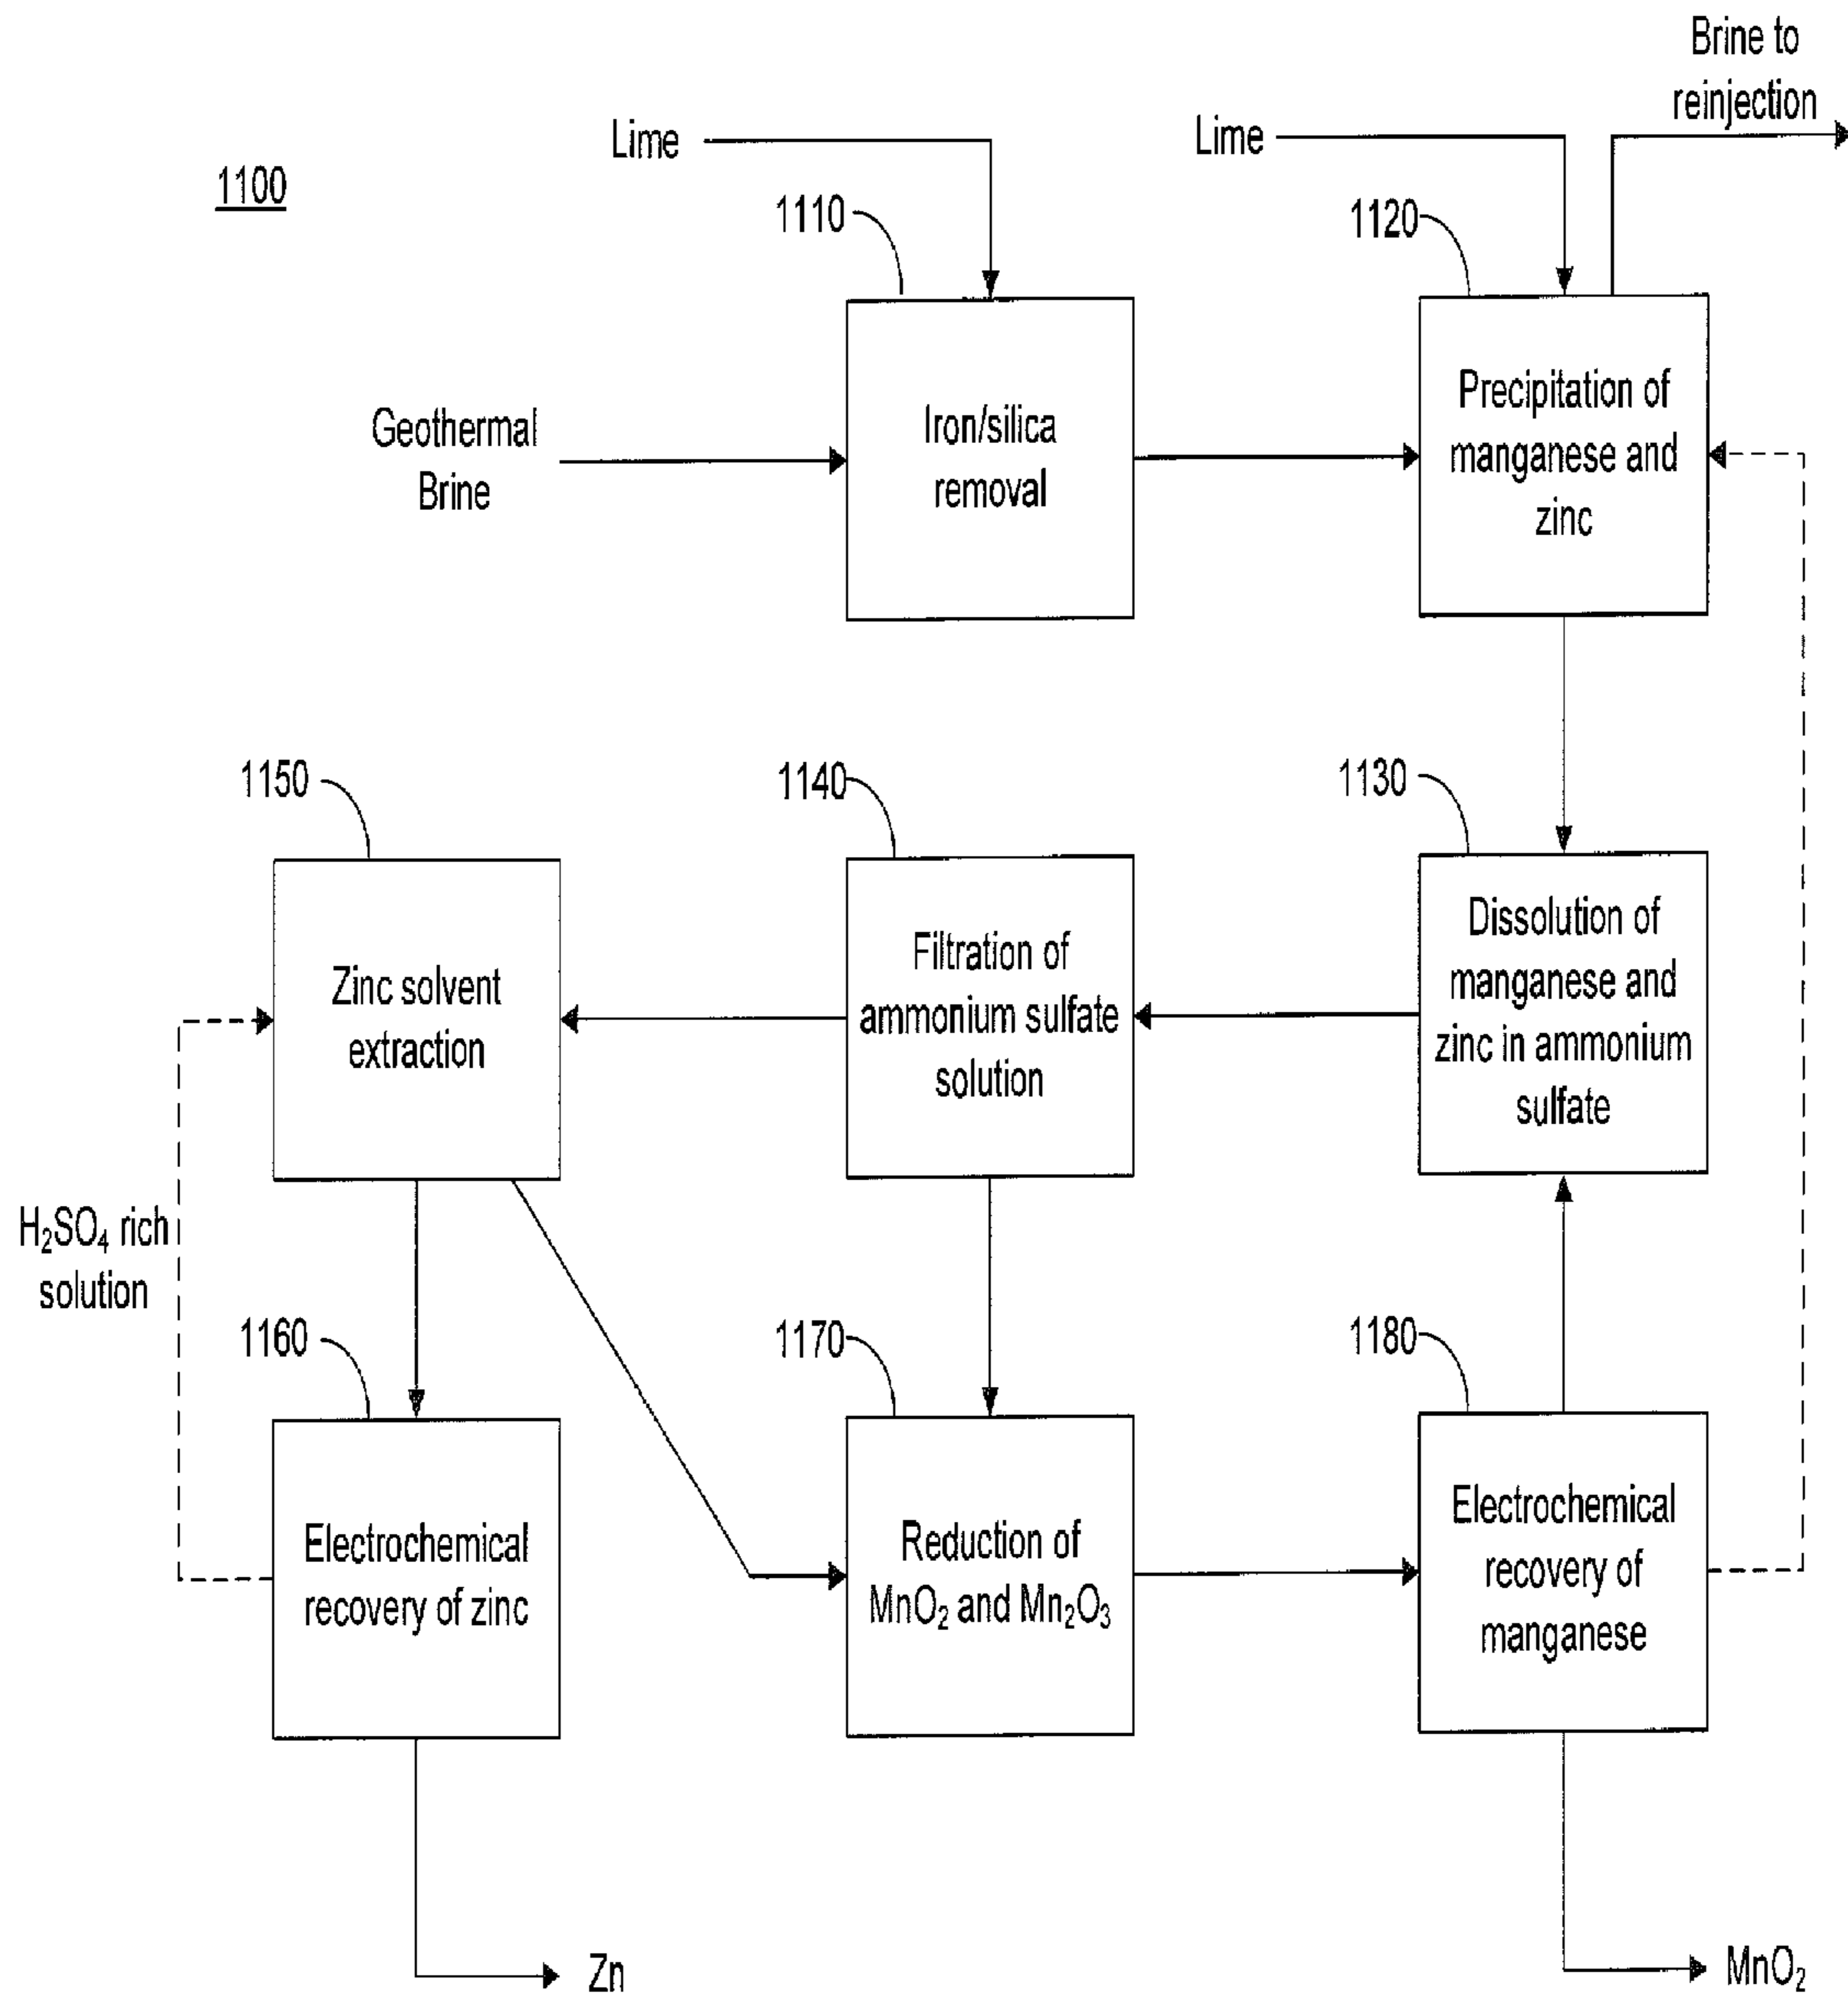 Brine to
reinjection
Lime
Lime
1100
1110
1120
Geothermal
Brine
Iron/silica
removal
Precipitation of
manganese and
zinc
1150
1140
1130
Zinc solvent
extraction
Filtration of
ammonium sulfate
solution
Dissolution of
manganese and
zinc in ammonium
sulfate
H₂SO₄ rich
solution
1160
1170
1180
Electrochemical
recovery of zinc
Reduction of
MnO₂ and Mn₂O₃
Electrochemical
recovery of
manganese
Zn
MnO₂